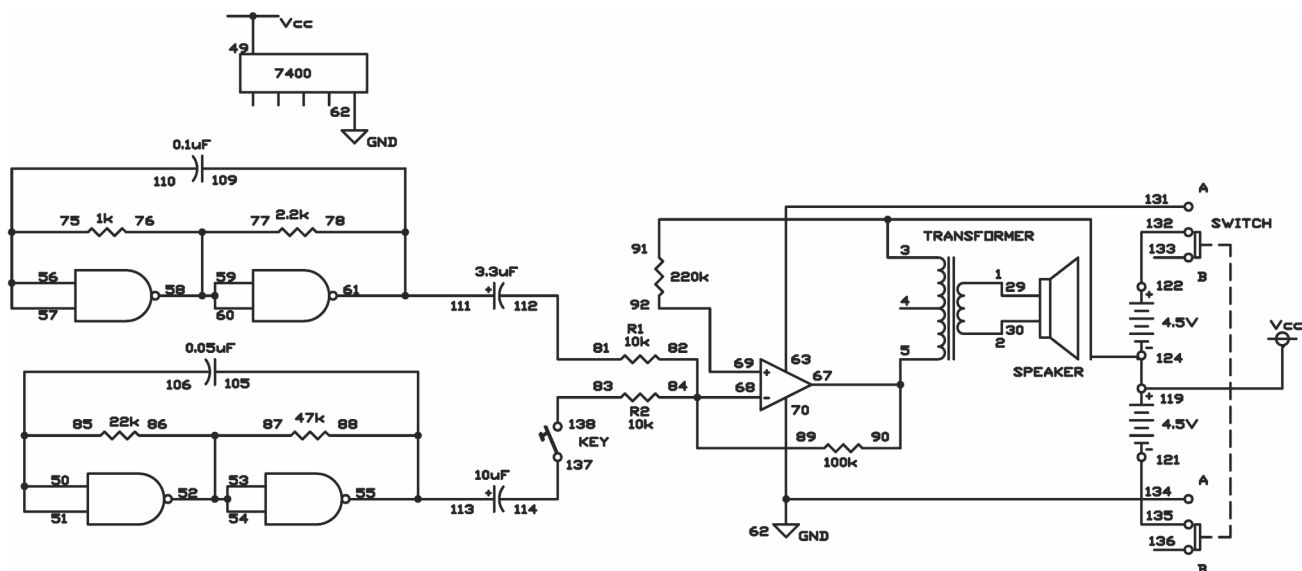 Vcc
49
7400
62
GND
0.1uF
110 109
75 1k 76 77 2.2k 78
56
57
58
59
60
61
3.3uF
111 112
0.05uF
106 105
85 22k 86 87 47k 88
50
51
52
53
54
55
10uF
113 114
R1
10k
81 82
83 84
R2
10k
138
KEY
137
91
220k
92
69
68
+
-
63
67
70
89 90
100k
62
GND
TRANSFORMER
3
4
5
1
29
30
2
SPEAKER
131
A
132
SWITCH
133
B
122
+
4.5V
-
124
Vcc
119
+
4.5V
-
121
134
A
135
136
B